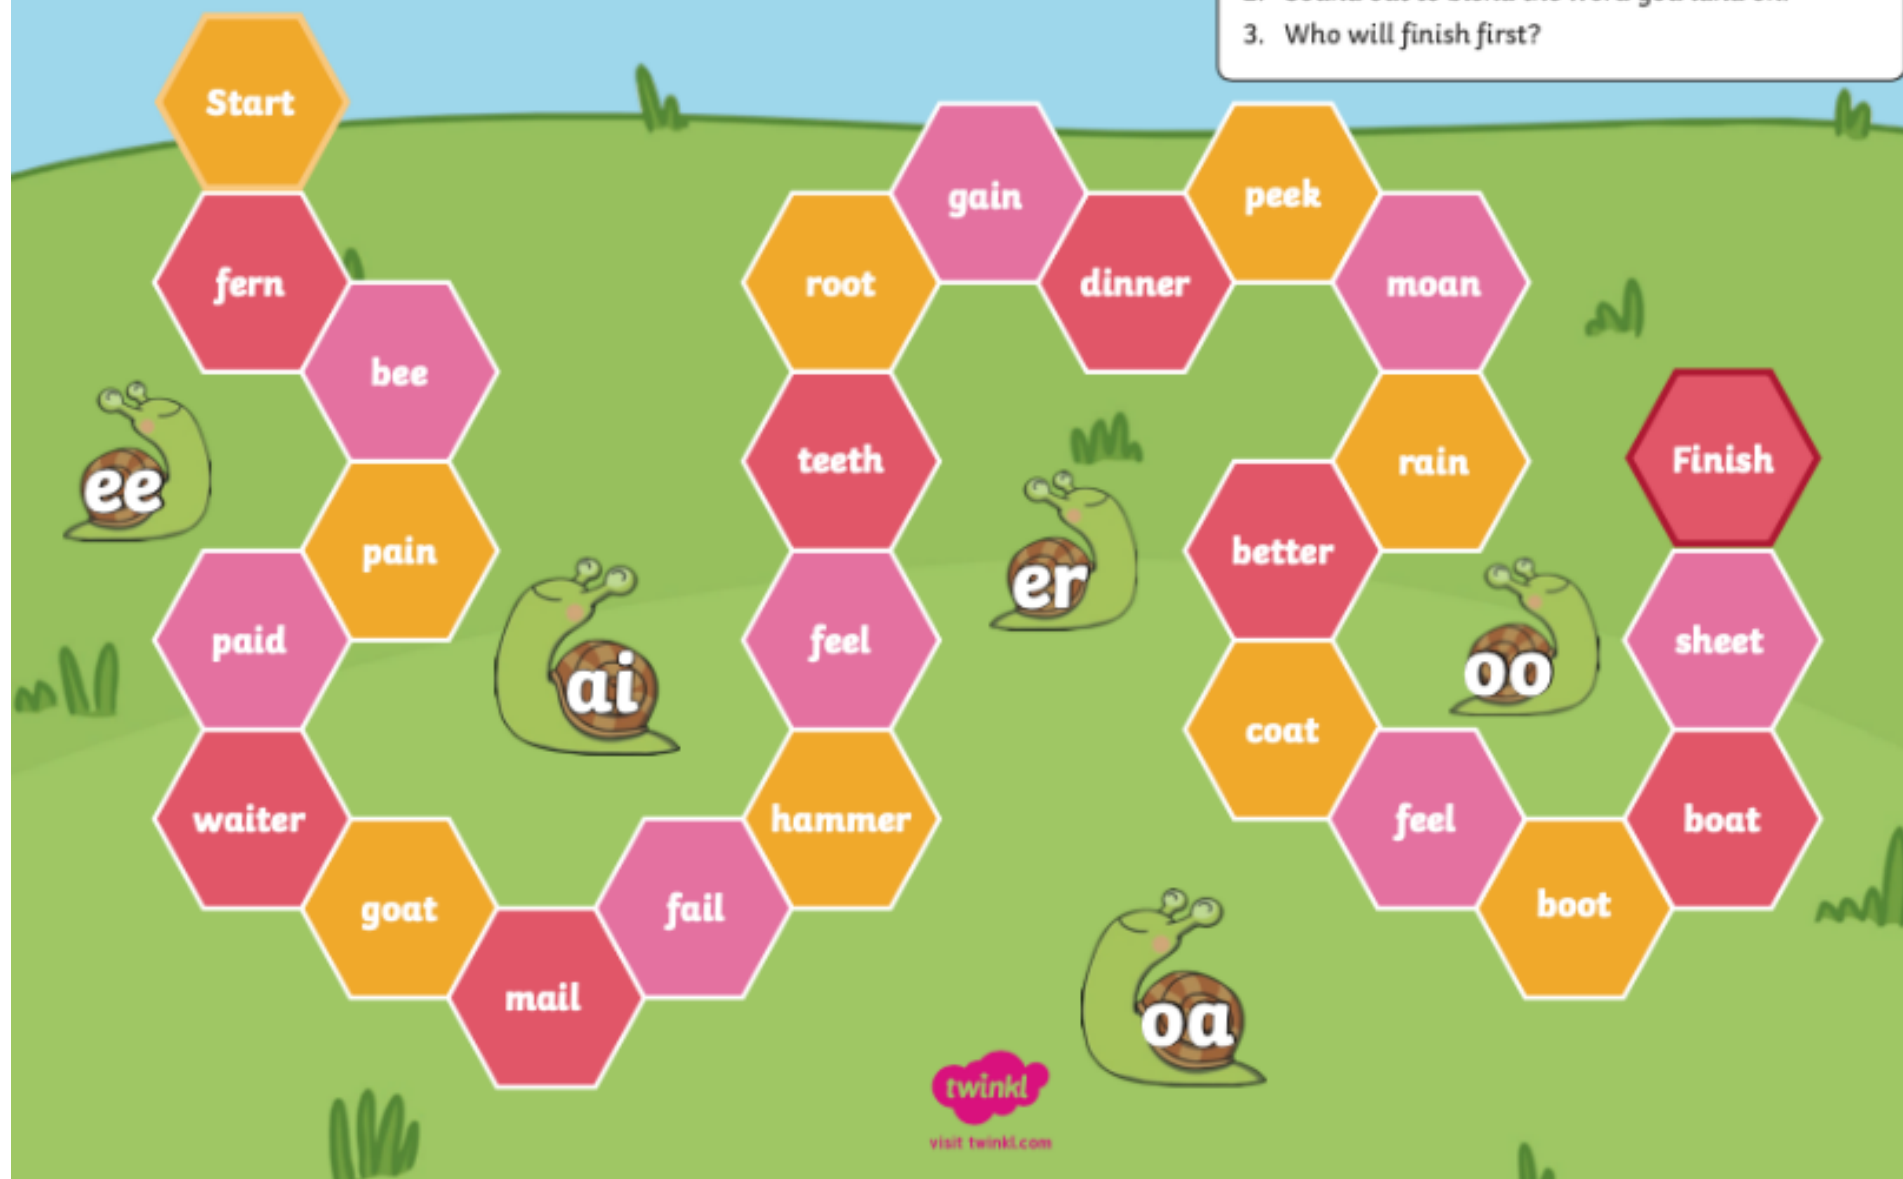 3. Who will finish first?
Start
fern
bee
pain
paid
waiter
goat
mail
fail
hammer
feel
teeth
root
gain
dinner
peek
moan
rain
better
coat
feel
boot
boat
sheet
Finish
ee
ai
er
oo
oa
twinkl
visit twinkl.com